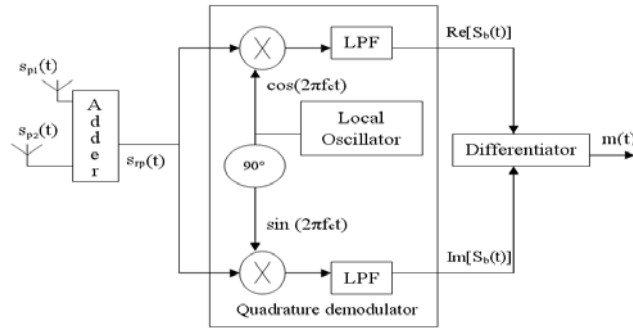 s_p1(t)
s_p2(t)
Adder
s_rp(t)
X
LPF
Re[S_b(t)]
cos(2πf_ct)
Local
Oscillator
90°
sin (2πf_ct)
Differentiator
m(t)
X
LPF
Im[S_b(t)]
Quadrature demodulator